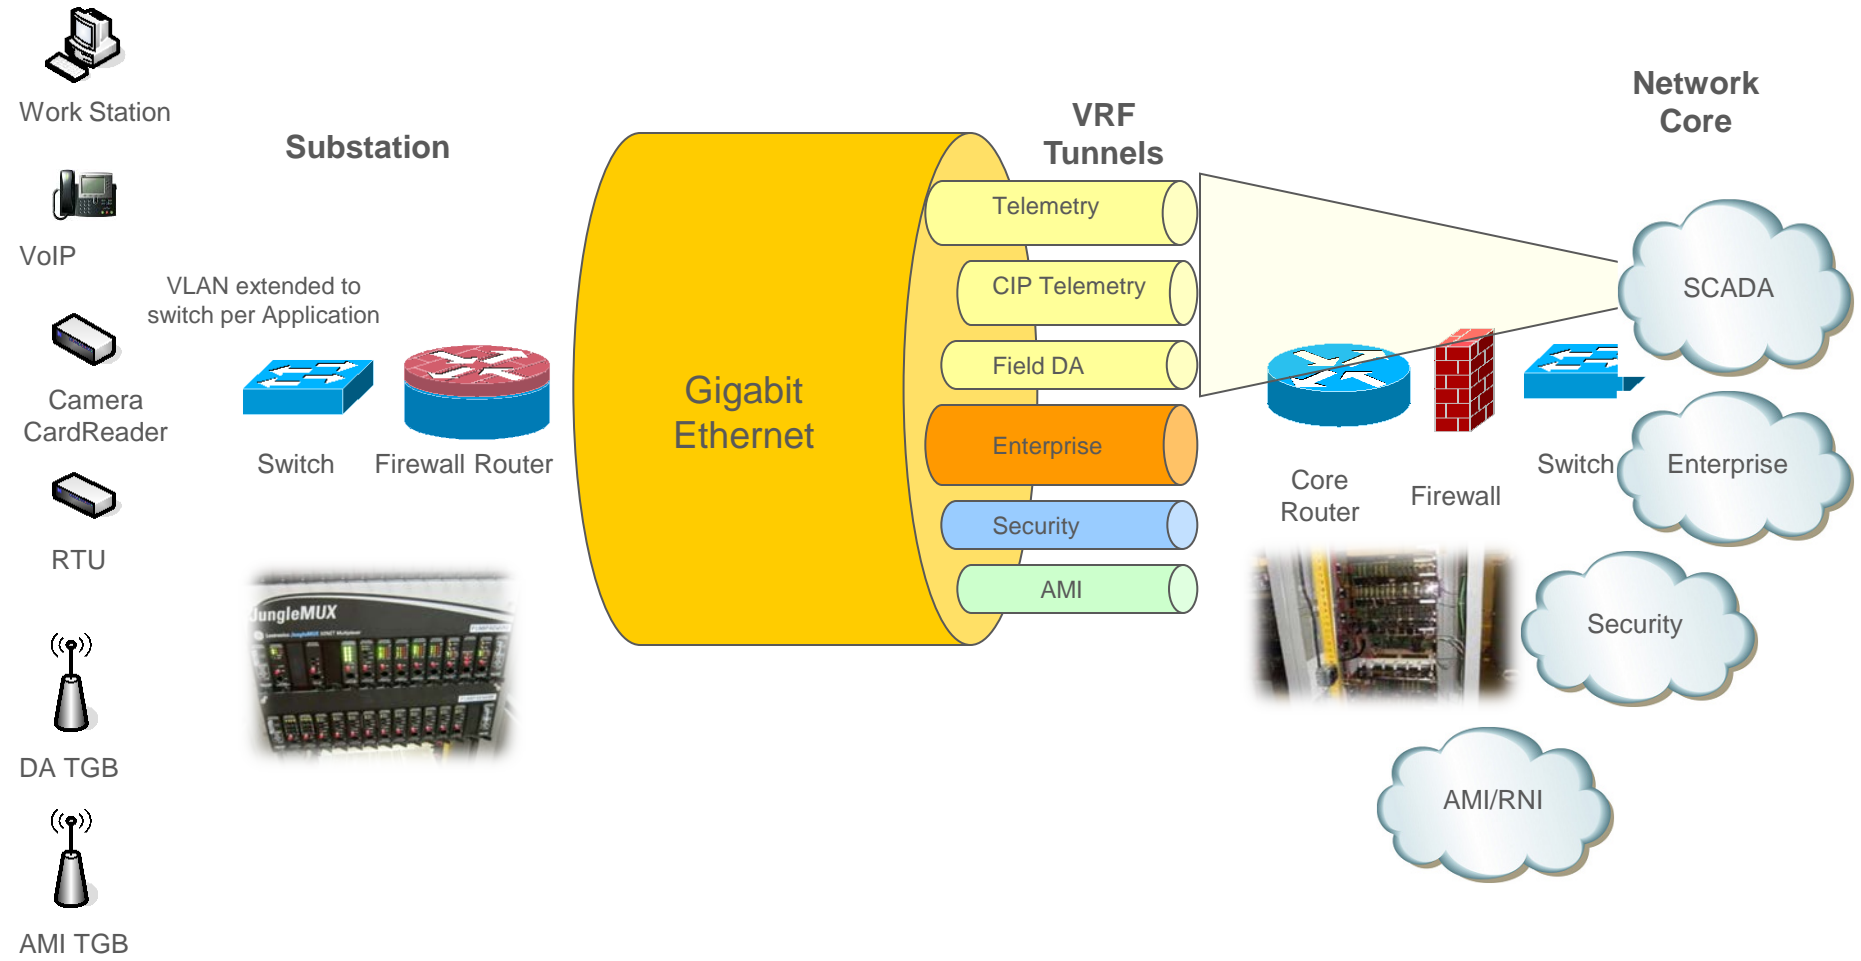 Work Station
VoIP
Camera
CardReader
RTU
DA TGB
AMI TGB
Substation
VLAN extended to
switch per Application
Switch
Firewall Router
JungleMUX
Gigabit
Ethernet
VRF
Tunnels
Telemetry
CIP Telemetry
Field DA
Enterprise
Security
AMI
Network
Core
Core
Router
Firewall
Switch
SCADA
Enterprise
Security
AMI/RNI